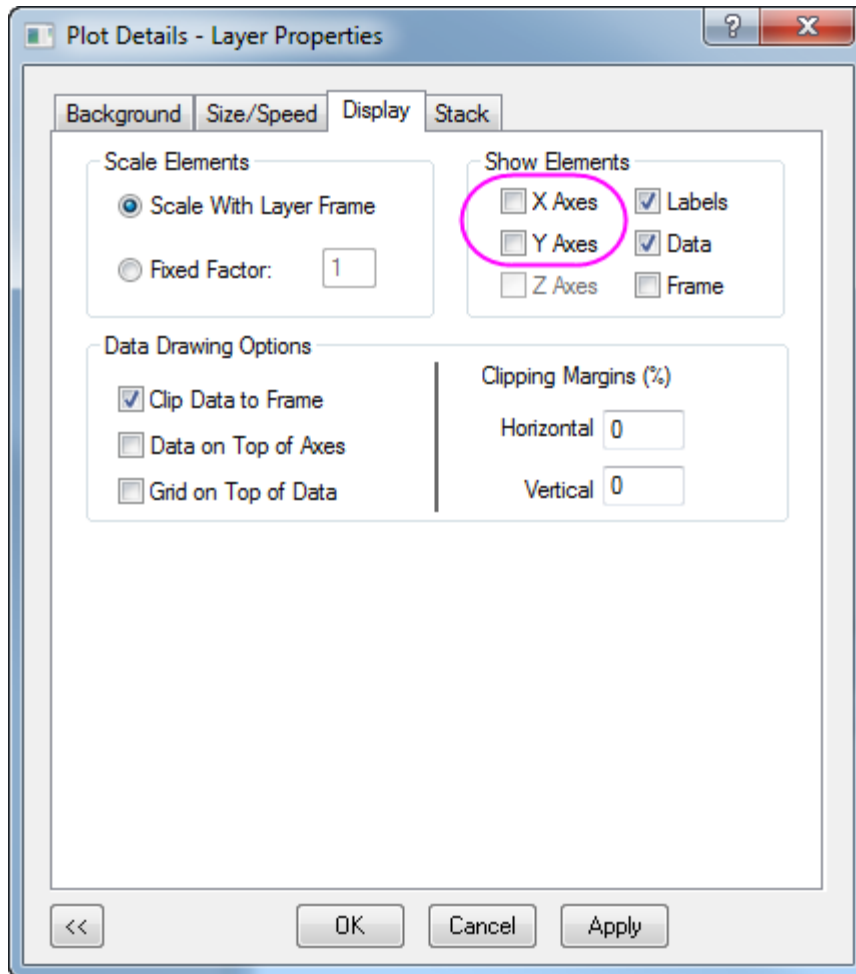 Plot Details - Layer Properties
?
X
Background Size/Speed Display Stack
Scale Elements
Scale With Layer Frame
Fixed Factor: 1
Show Elements
X Axes Labels
Y Axes Data
Z Axes Frame
Data Drawing Options
Clip Data to Frame
Data on Top of Axes
Grid on Top of Data
Clipping Margins (%)
Horizontal 0
Vertical 0
<< OK Cancel Apply